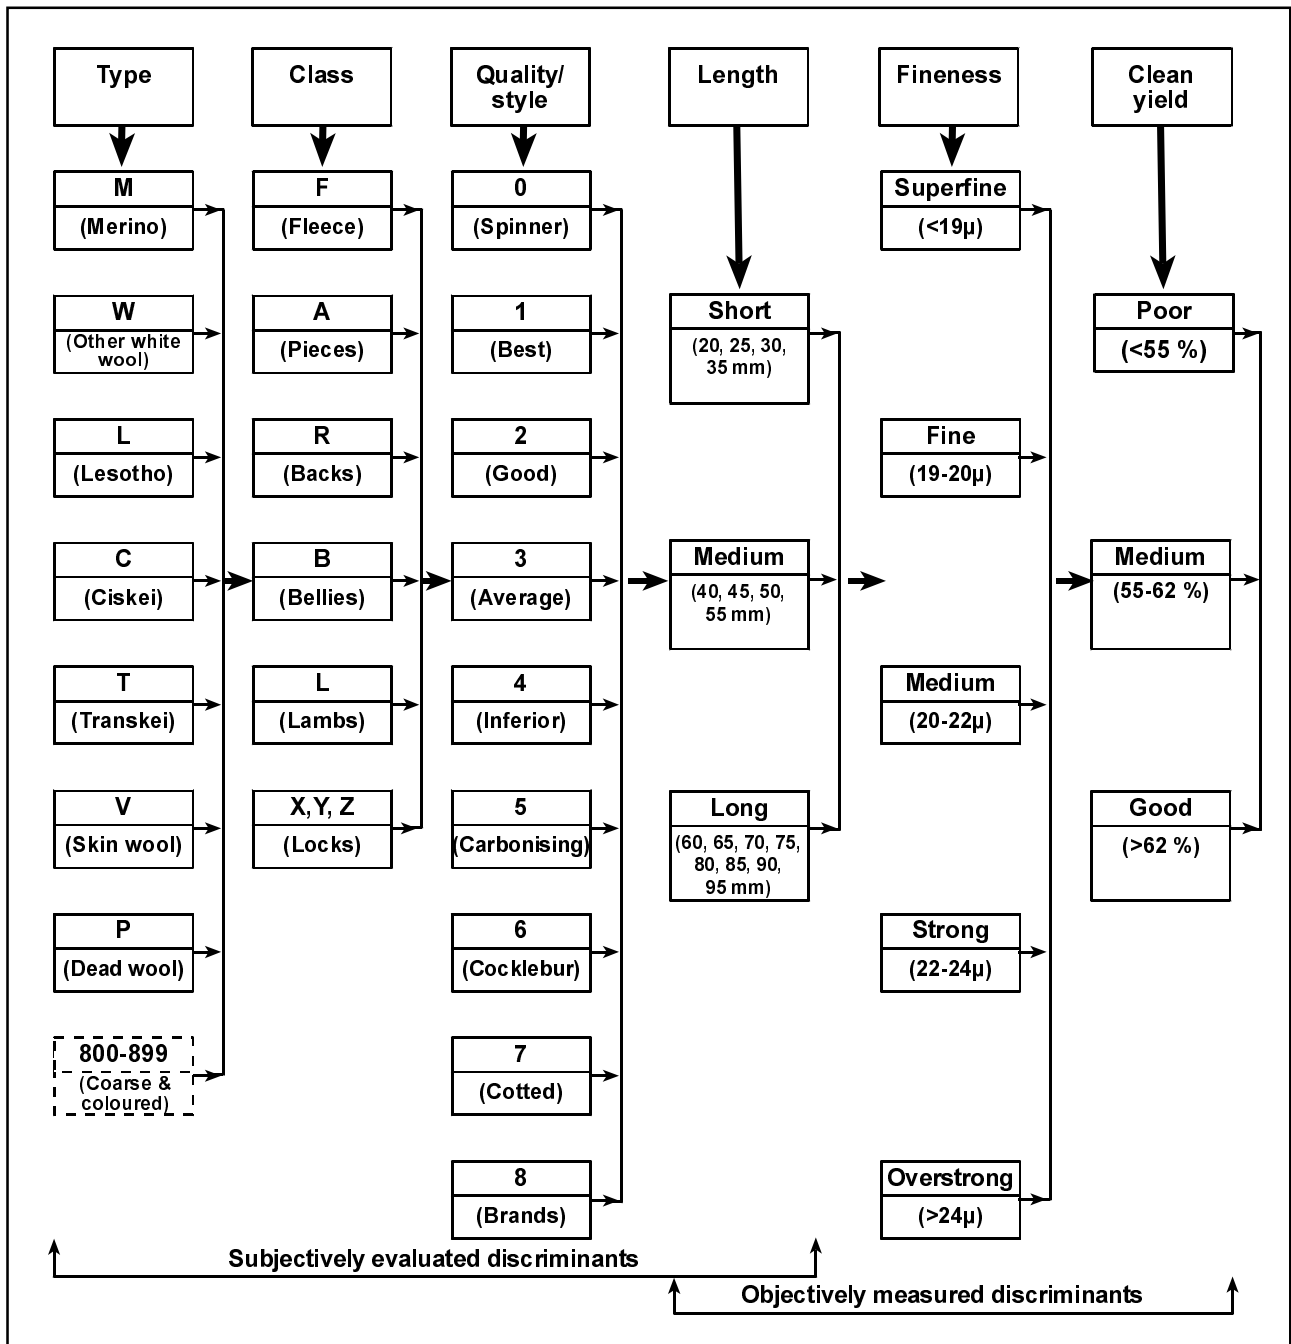 Type
Class
Quality/
style
Length
Fineness
Clean
yield
M
(Merino)
W
(Other white
wool)
L
(Lesotho)
C
(Ciskei)
T
(Transkei)
V
(Skin wool)
P
(Dead wool)
800-899
(Coarse &
coloured)
F
(Fleece)
A
(Pieces)
R
(Backs)
B
(Bellies)
L
(Lambs)
X, Y, Z
(Locks)
0
(Spinner)
1
(Best)
2
(Good)
3
(Average)
4
(Inferior)
5
(Carbonising)
6
(Cocklebur)
7
(Cotted)
8
(Brands)
Short
(20, 25, 30,
35 mm)
Medium
(40, 45, 50,
55 mm)
Long
(60, 65, 70, 75,
80, 85, 90,
95 mm)
Superfine
(<19µ)
Fine
(19-20µ)
Medium
(20-22µ)
Strong
(22-24µ)
Overstrong
(>24µ)
Poor
(<55 %)
Medium
(55-62 %)
Good
(>62 %)
Subjectively evaluated discriminants
Objectively measured discriminants